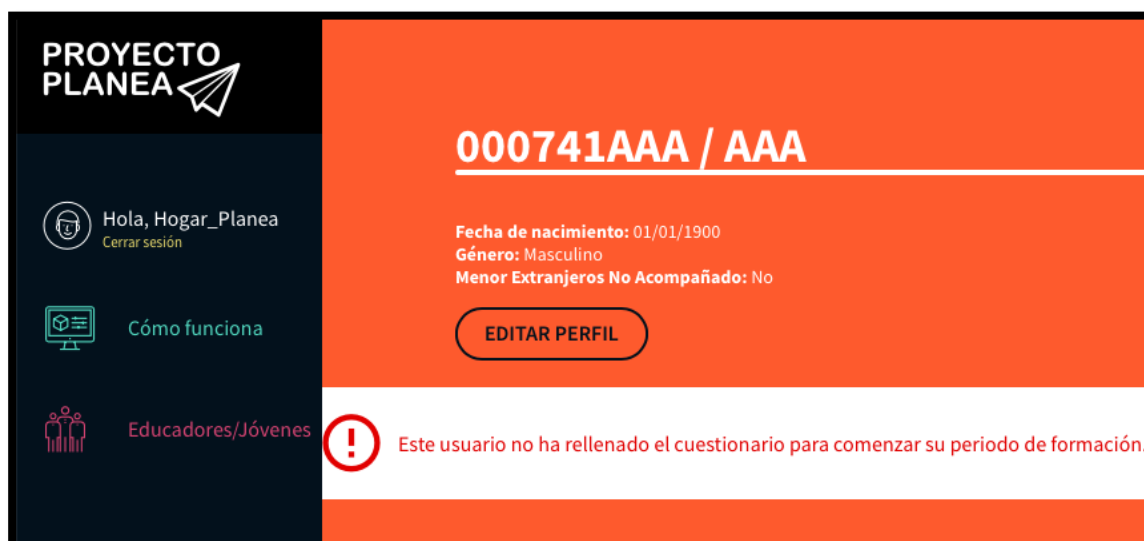 PROYECTO
PLANEA
Hola, Hogar_Planea
Cerrar sesión
Cómo funciona
Educadores/Jóvenes
000741AAA / AAA
Fecha de nacimiento: 01/01/1900
Género: Masculino
Menor Extranjeros No Acompañado: No
EDITAR PERFIL
Este usuario no ha rellenado el cuestionario para comenzar su periodo de formación.